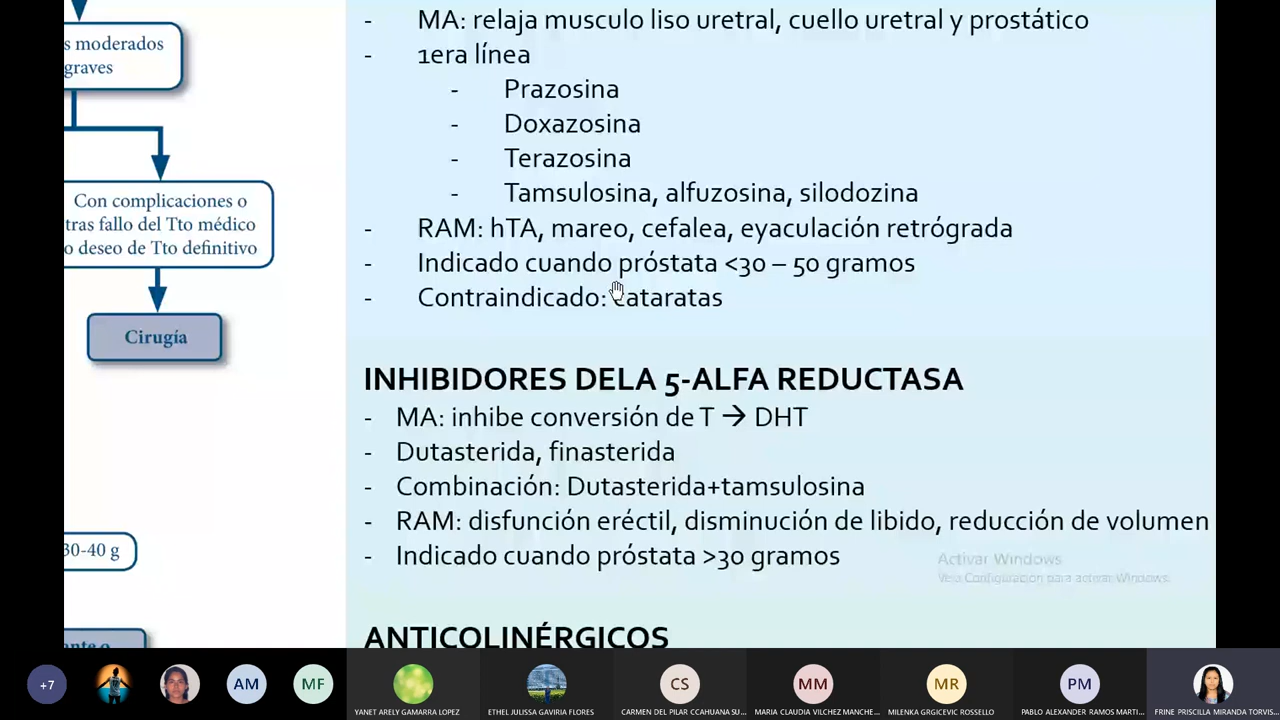 s moderados
graves
Con complicaciones o
tras fallo del Tto médico
o deseo de Tto definitivo
Cirugía
30-40 g
- MA: relaja musculo liso uretral, cuello uretral y prostático
- 1era línea
- Prazosina
- Doxazosina
- Terazosina
- Tamsulosina, alfuzosina, silodozina
- RAM: hTA, mareo, cefalea, eyaculación retrógrada
- Indicado cuando próstata <30 – 50 gramos
- Contraindicado: cataratas
INHIBIDORES DELA 5-ALFA REDUCTASA
- MA: inhibe conversión de T → DHT
- Dutasterida, finasterida
- Combinación: Dutasterida+tamsulosina
- RAM: disfunción eréctil, disminución de libido, reducción de volumen
- Indicado cuando próstata >30 gramos
Activar Windows
Ve a Configuración para activar Windows.
ANTICOLINÉRGICOS
+7
AM
MF
CS
MM
MR
PM
YANET ARELY GAMARRA LOPEZ
ETHEL JULISSA GAVIRIA FLORES
CARMEN DEL PILAR CCAHUANA SU...
MARIA CLAUDIA VILCHEZ MANCHE...
MILENKA GRGICEVIC ROSSELLO
PABLO ALEXANDER RAMOS MARTI...
FRINE PRISCILLA MIRANDA TORVIS...